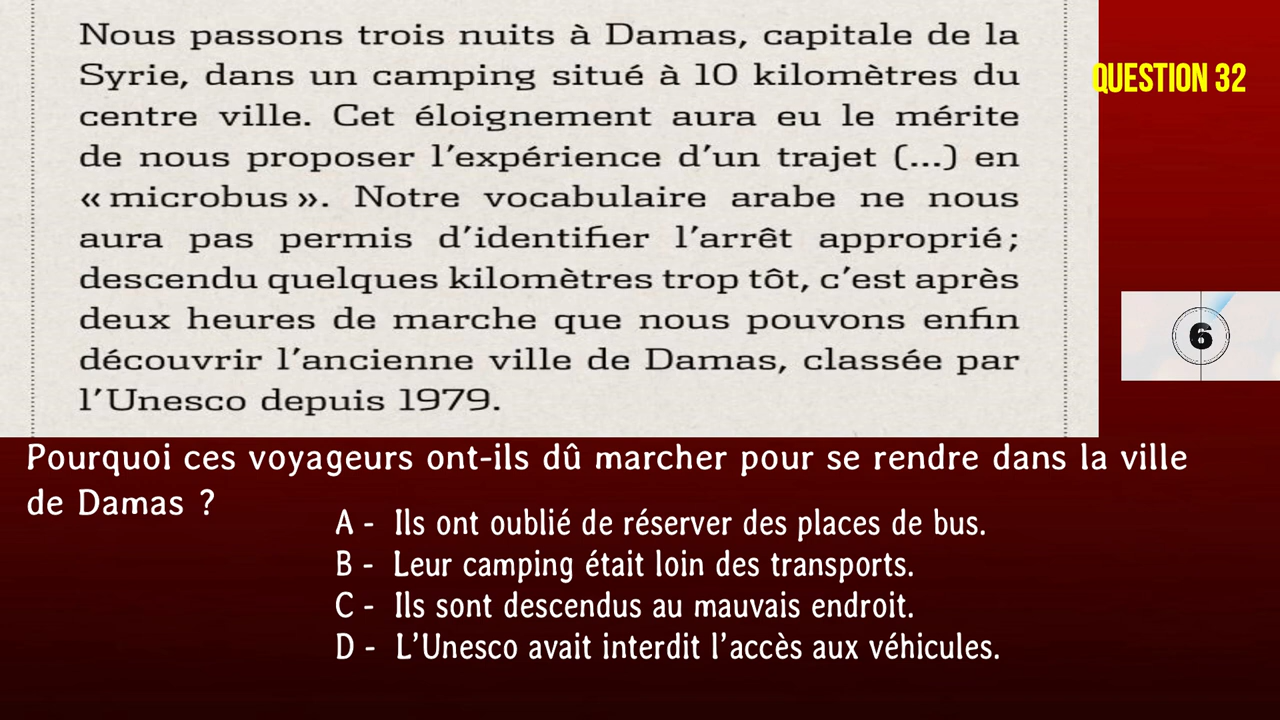 Nous passons trois nuits à Damas, capitale de la
Syrie, dans un camping situé à 10 kilomètres du
centre ville. Cet éloignement aura eu le mérite
de nous proposer l'expérience d'un trajet (...) en
« microbus ». Notre vocabulaire arabe ne nous
aura pas permis d'identifier l'arrêt approprié ;
descendu quelques kilomètres trop tôt, c'est après
deux heures de marche que nous pouvons enfin
découvrir l'ancienne ville de Damas, classée par
l'Unesco depuis 1979.
QUESTION 32
6
Pourquoi ces voyageurs ont-ils dû marcher pour se rendre dans la ville
de Damas ?
A - Ils ont oublié de réserver des places de bus.
B - Leur camping était loin des transports.
C - Ils sont descendus au mauvais endroit.
D - L'Unesco avait interdit l'accès aux véhicules.